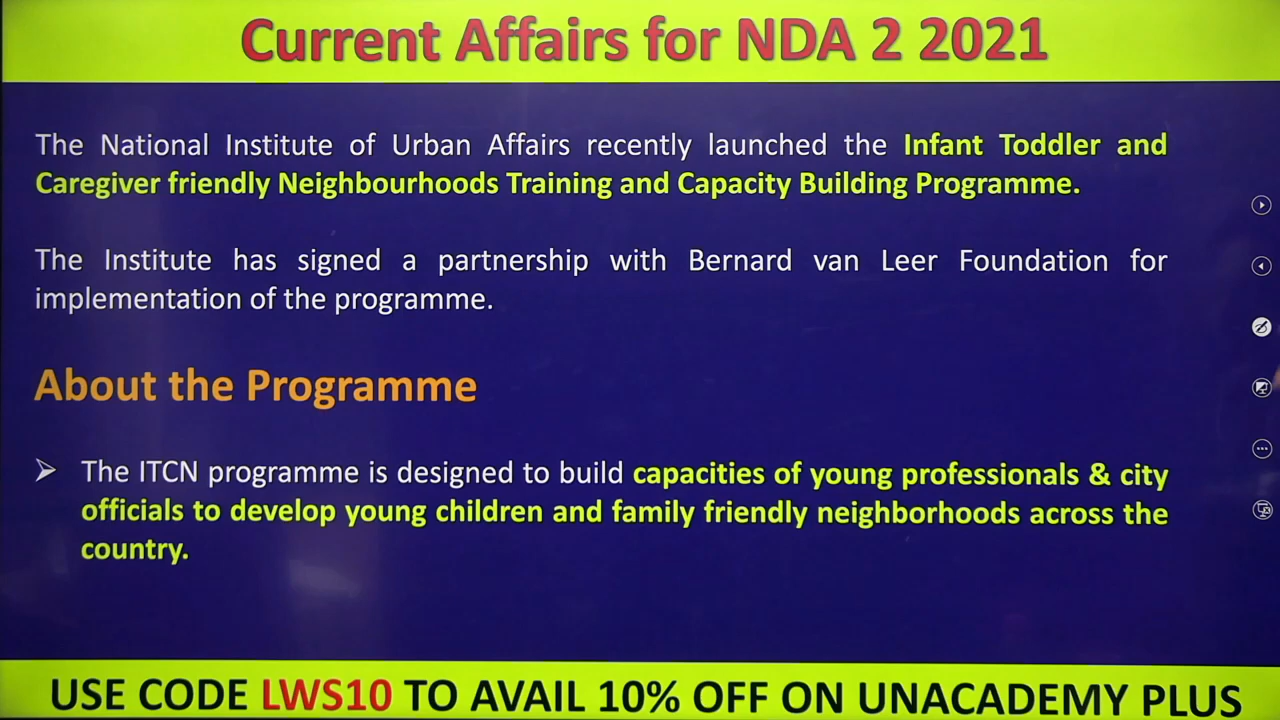 Current Affairs for NDA 2 2021
The National Institute of Urban Affairs recently launched the Infant Toddler and
Caregiver friendly Neighbourhoods Training and Capacity Building Programme.
The Institute has signed a partnership with Bernard van Leer Foundation for
implementation of the programme.
About the Programme
➢ The ITCN programme is designed to build capacities of young professionals & city
officials to develop young children and family friendly neighborhoods across the
country.
USE CODE LWS10 TO AVAIL 10% OFF ON UNACADEMY PLUS